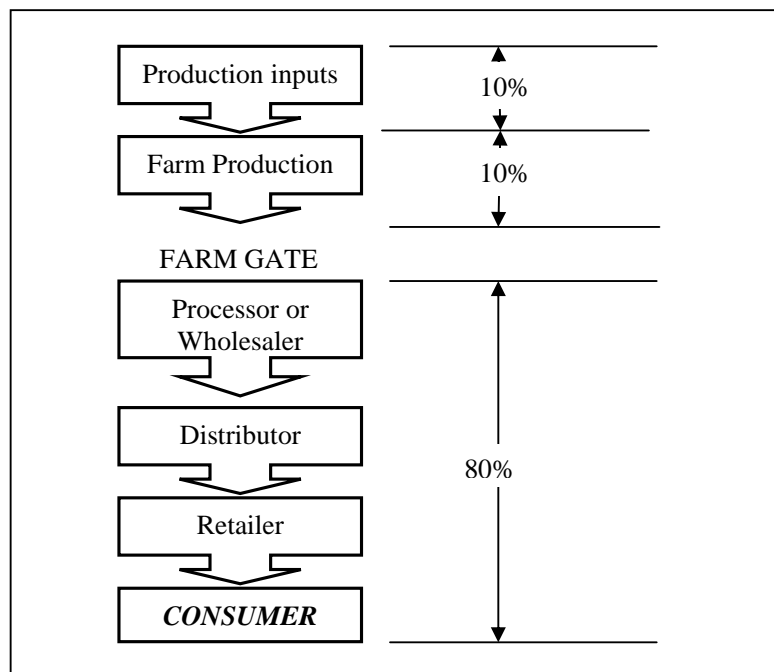 Production inputs
10%
Farm Production
10%
FARM GATE
Processor or
Wholesaler
Distributor
80%
Retailer
CONSUMER